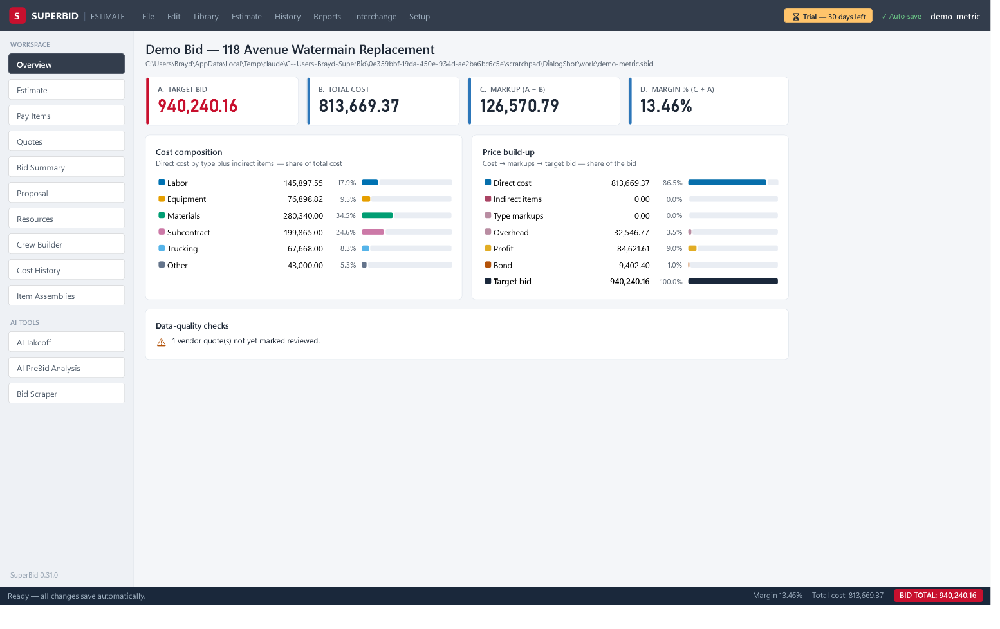 S SUPERBID ESTIMATE File Edit Library Estimate History Reports Interchange Setup Trial — 30 days left ✓ Auto-save demo-metric
WORKSPACE
Overview
Estimate
Pay Items
Quotes
Bid Summary
Proposal
Resources
Crew Builder
Cost History
Item Assemblies
AI TOOLS
AI Takeoff
AI PreBid Analysis
Bid Scraper
SuperBid 0.31.0
Demo Bid — 118 Avenue Watermain Replacement
C:\Users\Brayd\AppData\Local\Temp\claude\C--Users-Brayd-SuperBid\0e359bbf-19da-450e-934d-ae2ba6bc6c5e\scratchpad\DialogShot\work\demo-metric.sbid
A. TARGET BID
940,240.16
B. TOTAL COST
813,669.37
C. MARKUP (A − B)
126,570.79
D. MARGIN % (C ÷ A)
13.46%
Cost composition
Direct cost by type plus indirect items — share of total cost
Labor 145,897.55 17.9%
Equipment 76,898.82 9.5%
Materials 280,340.00 34.5%
Subcontract 199,865.00 24.6%
Trucking 67,668.00 8.3%
Other 43,000.00 5.3%
Price build-up
Cost → markups → target bid — share of the bid
Direct cost 813,669.37 86.5%
Indirect items 0.00 0.0%
Type markups 0.00 0.0%
Overhead 32,546.77 3.5%
Profit 84,621.61 9.0%
Bond 9,402.40 1.0%
Target bid 940,240.16 100.0%
Data-quality checks
1 vendor quote(s) not yet marked reviewed.
Ready — all changes save automatically. Margin 13.46% Total cost: 813,669.37 BID TOTAL: 940,240.16